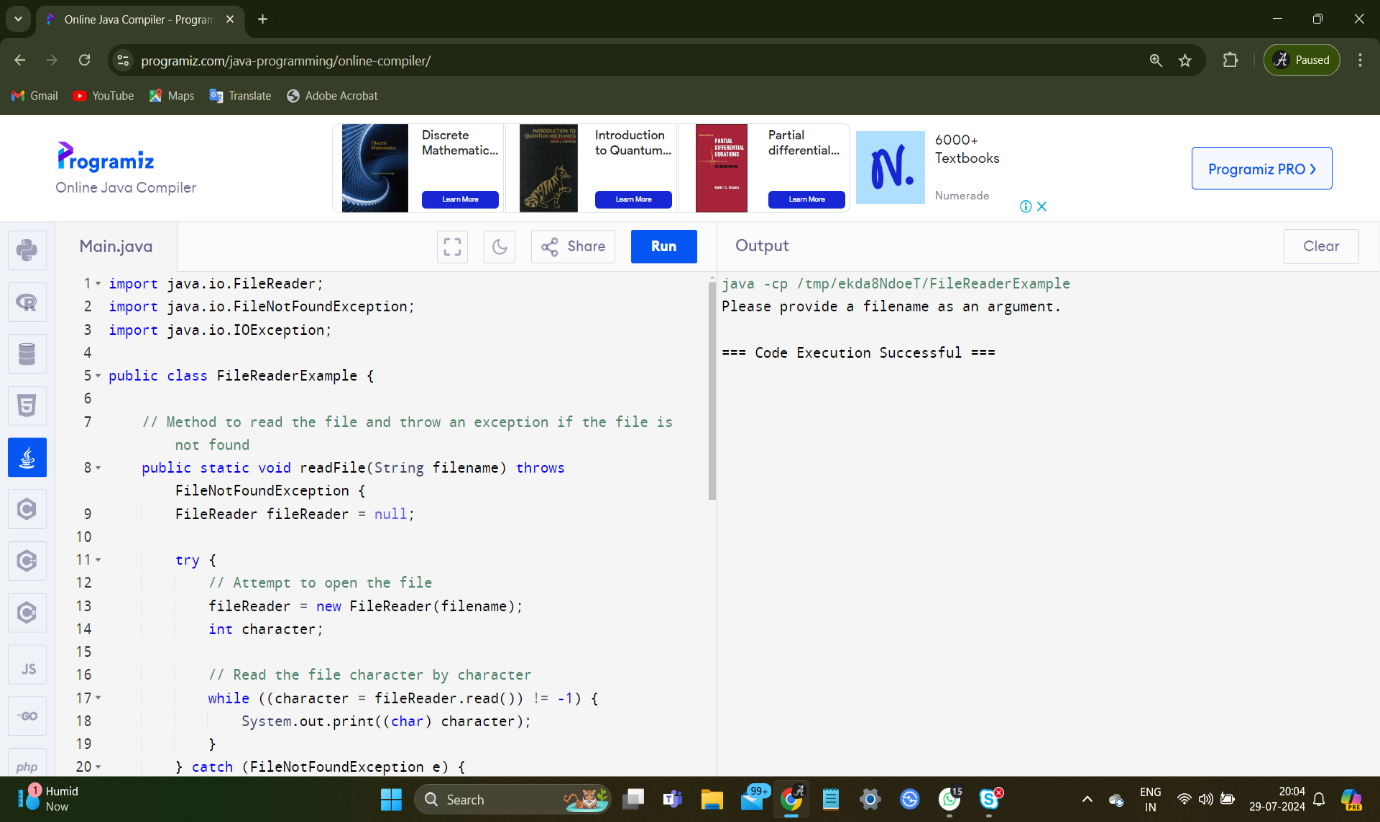 Online Java Compiler - Program
programiz.com/java-programming/online-compiler/
Paused
Gmail
YouTube
Maps
Translate
Adobe Acrobat
Programiz
Online Java Compiler
Discrete
Mathematic...
Learn More
Introduction
to Quantum...
Learn More
PARTIAL
DIFFERENTIAL
EQUATIONS
Partial
differential...
Learn More
N.
6000+
Textbooks
Numerade
Programiz PRO >
Main.java
Share
Run
Output
Clear
1 import java.io.FileReader;
2 import java.io.FileNotFoundException;
3 import java.io.IOException;
4
5 public class FileReaderExample {
6
7 // Method to read the file and throw an exception if the file is
not found
8 public static void readFile(String filename) throws
FileNotFoundException {
9 FileReader fileReader = null;
10
11 try {
12 // Attempt to open the file
13 fileReader = new FileReader(filename);
14 int character;
15
16 // Read the file character by character
17 while ((character = fileReader.read()) != -1) {
18 System.out.print((char) character);
19 }
20 } catch (FileNotFoundException e) {
java -cp /tmp/ekda8NdoeT/FileReaderExample
Please provide a filename as an argument.
=== Code Execution Successful ===
JS
GO
php
1
Humid
Now
Search
99+
15
ENG
IN
20:04
29-07-2024
PRE